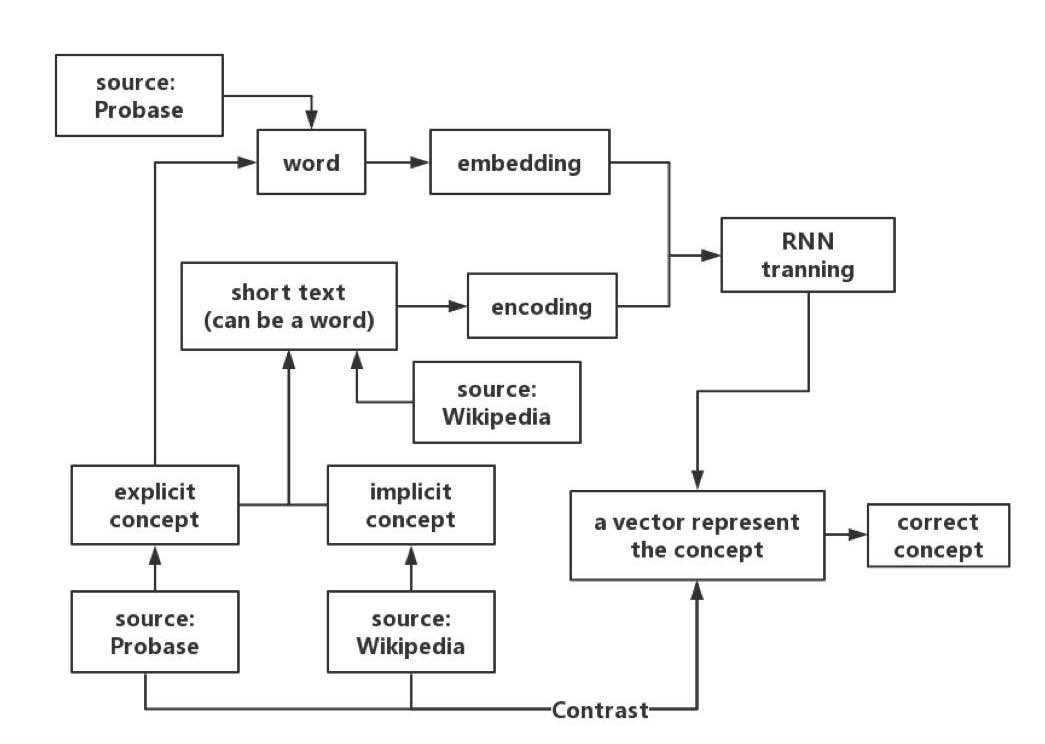 source:
Probase
word
embedding
RNN
tranning
short text
(can be a word)
encoding
source:
Wikipedia
explicit
concept
implicit
concept
a vector represent
the concept
correct
concept
source:
Probase
source:
Wikipedia
Contrast